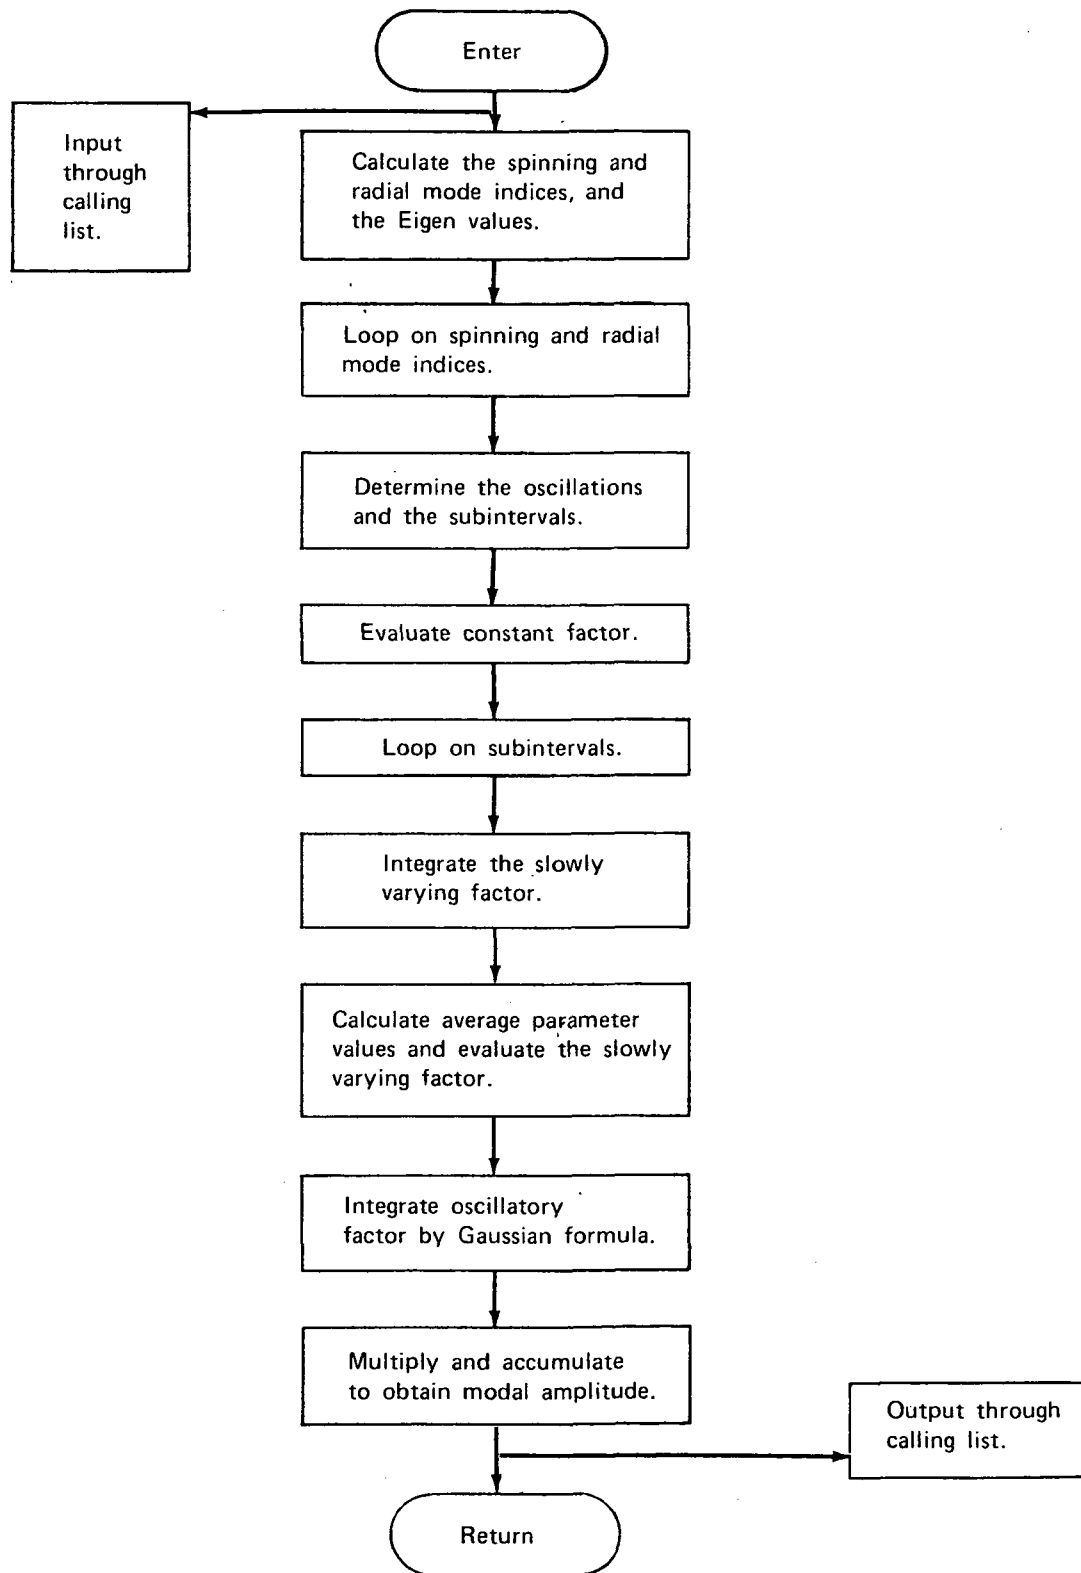 Enter
Input
through
calling
list.
Calculate the spinning and
radial mode indices, and
the Eigen values.
Loop on spinning and radial
mode indices.
Determine the oscillations
and the subintervals.
Evaluate constant factor.
Loop on subintervals.
Integrate the slowly
varying factor.
Calculate average parameter
values and evaluate the slowly
varying factor.
Integrate oscillatory
factor by Gaussian formula.
Multiply and accumulate
to obtain modal amplitude.
Output through
calling list.
Return